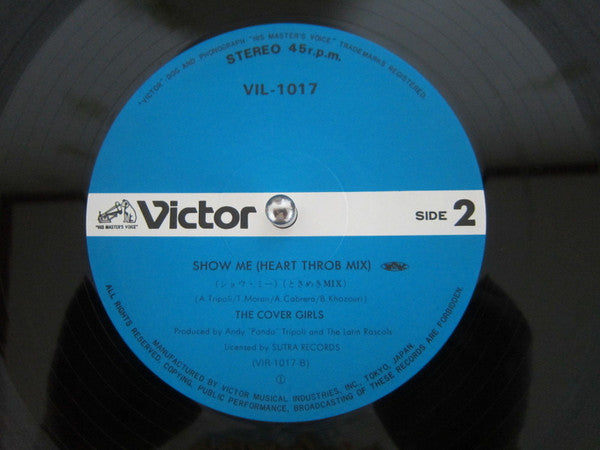 "VICTOR", DOG AND PHONOGRAPH, "HIS MASTER'S VOICE" TRADEMARKS REGISTERED.
STEREO 45r.p.m.
VIL-1017
"HIS MASTER'S VOICE"
Victor
SIDE 2
SHOW ME (HEART THROB MIX)
(ショウ・ミー) (ときめきMIX)
(A.Tripoli/T.Moran/A.Cabrera/B.Khozouri)
THE COVER GIRLS
Produced by Andy "Panda" Tripoli and The Latin Rascals
Licensed by SUTRA RECORDS
(VIR-1017-B)
MANUFACTURED BY VICTOR MUSICAL INDUSTRIES, INC., TOKYO, JAPAN.
ALL RIGHTS RESERVED, COPYING, PUBLIC PERFORMANCE, BROADCASTING OF THESE RECORDS ARE FORBIDDEN.